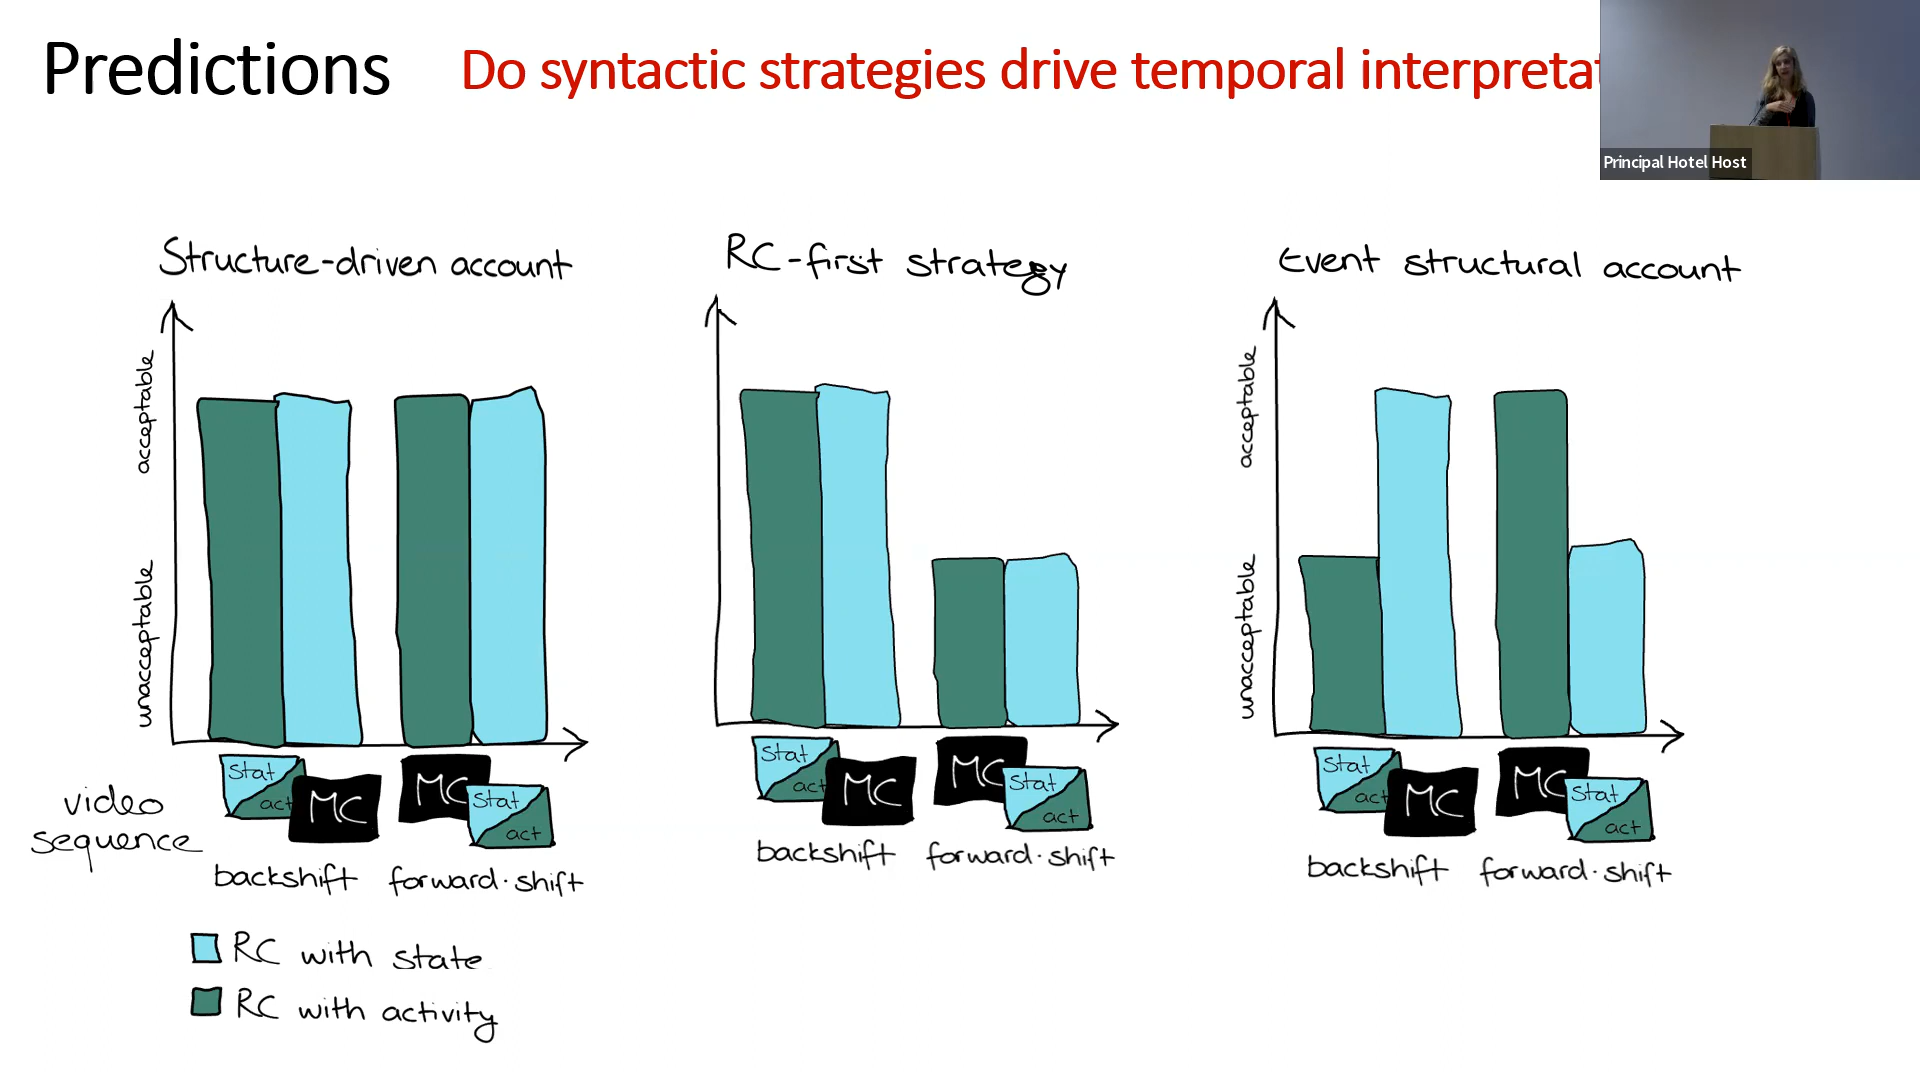 Predictions
Do syntactic strategies drive temporal interpretat
Principal Hotel Host
Structure-driven account
RC-first strategy
Event structural account
acceptable
unacceptable
acceptable
unacceptable
Stat
act
MC
MC
Stat
act
Stat
act
MC
MC
Stat
act
Stat
act
MC
MC
Stat
act
video
sequence
backshift
forward-shift
backshift
forward-shift
backshift
forward-shift
RC with state
RC with activity